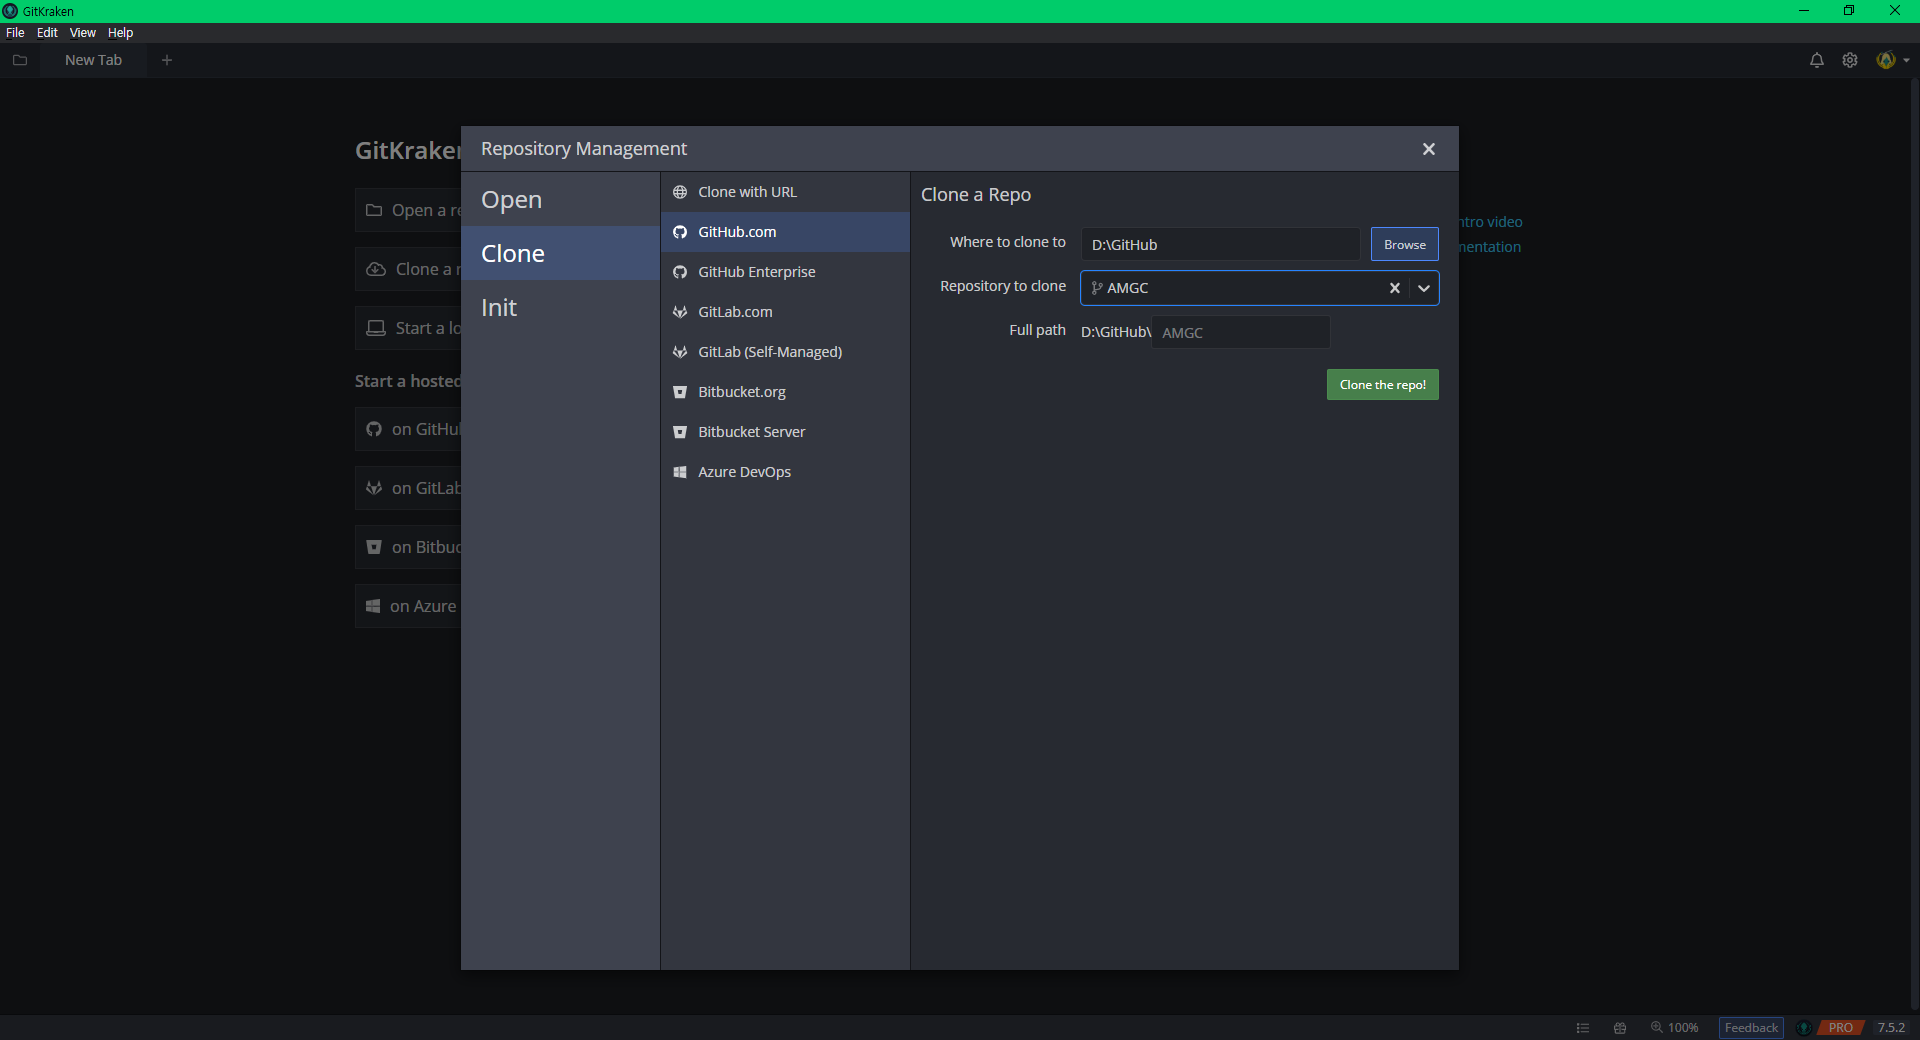 GitKraken
File Edit View Help
New Tab
GitKraken
Repository Management
Open
Clone
Init
Open a re
Clone a r
Start a lo
Start a hosted
on GitHu
on GitLab
on Bitbuc
on Azure
Clone with URL
GitHub.com
GitHub Enterprise
GitLab.com
GitLab (Self-Managed)
Bitbucket.org
Bitbucket Server
Azure DevOps
Clone a Repo
Where to clone to D:\GitHub Browse
Repository to clone AMGC
Full path D:\GitHub\ AMGC
Clone the repo!
ntro video
nentation
100% Feedback PRO 7.5.2